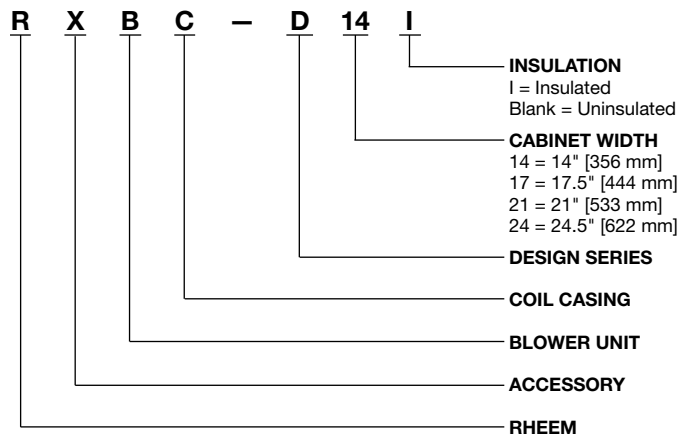 R X B C — D 14 I
INSULATION
I = Insulated
Blank = Uninsulated
CABINET WIDTH
14 = 14" [356 mm]
17 = 17.5" [444 mm]
21 = 21" [533 mm]
24 = 24.5" [622 mm]
DESIGN SERIES
COIL CASING
BLOWER UNIT
ACCESSORY
RHEEM